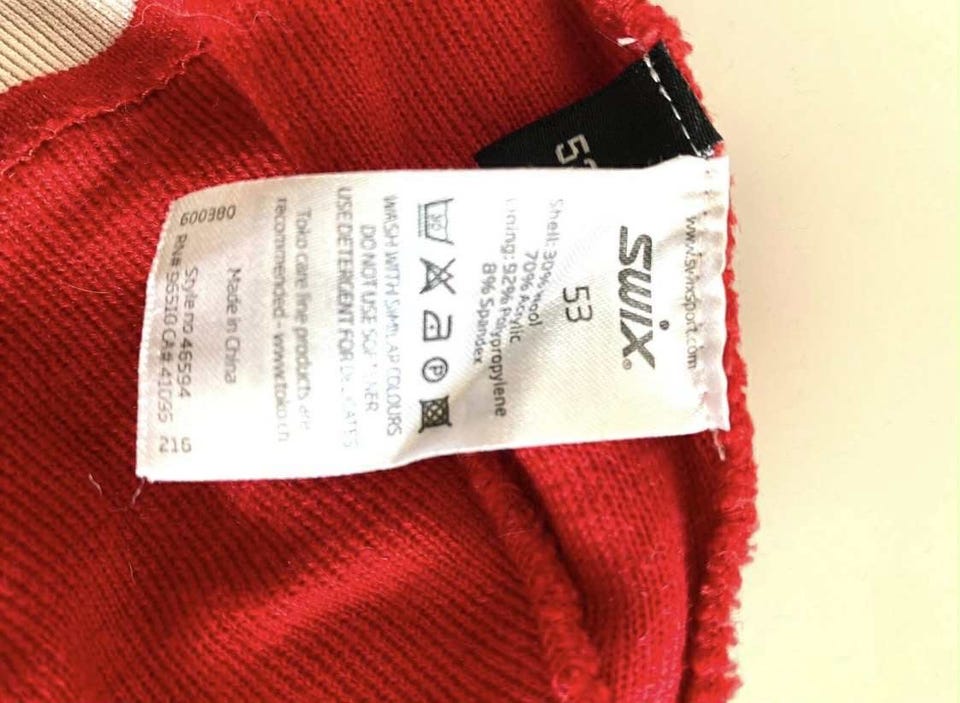 www.swixsport.com
swix®
53
Shell: 30% Wool
70% Acrylic
Lining: 92% Polypropylene
8% Spandex
30
P
WASH WITH SIMILAR COLOURS
DO NOT USE SOFTENER
USE DETERGENT FOR DELICATES
Toko care line products are
recommended - www.toko.ch
Made in China
Style no 46594
RN# 96510 CA# 41095
600380
216